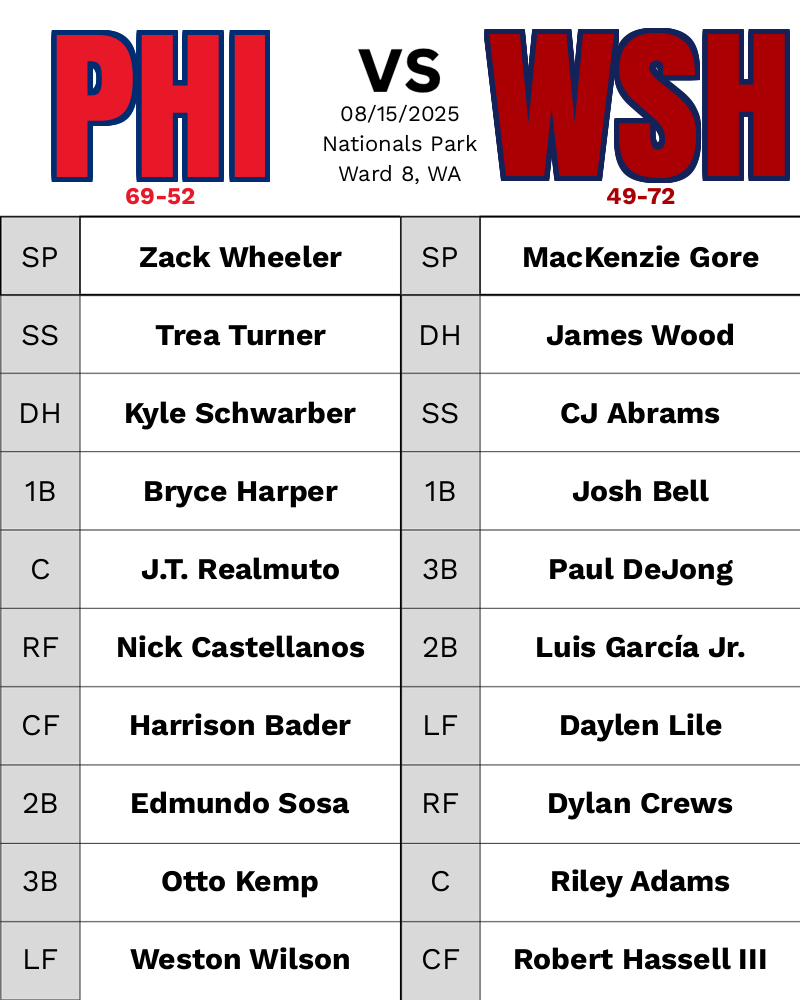 PHI
VS
WSH
08/15/2025
Nationals Park
Ward 8, WA
69-52
49-72
SP Zack Wheeler SP MacKenzie Gore
SS Trea Turner DH James Wood
DH Kyle Schwarber SS CJ Abrams
1B Bryce Harper 1B Josh Bell
C J.T. Realmuto 3B Paul DeJong
RF Nick Castellanos 2B Luis García Jr.
CF Harrison Bader LF Daylen Lile
2B Edmundo Sosa RF Dylan Crews
3B Otto Kemp C Riley Adams
LF Weston Wilson CF Robert Hassell III